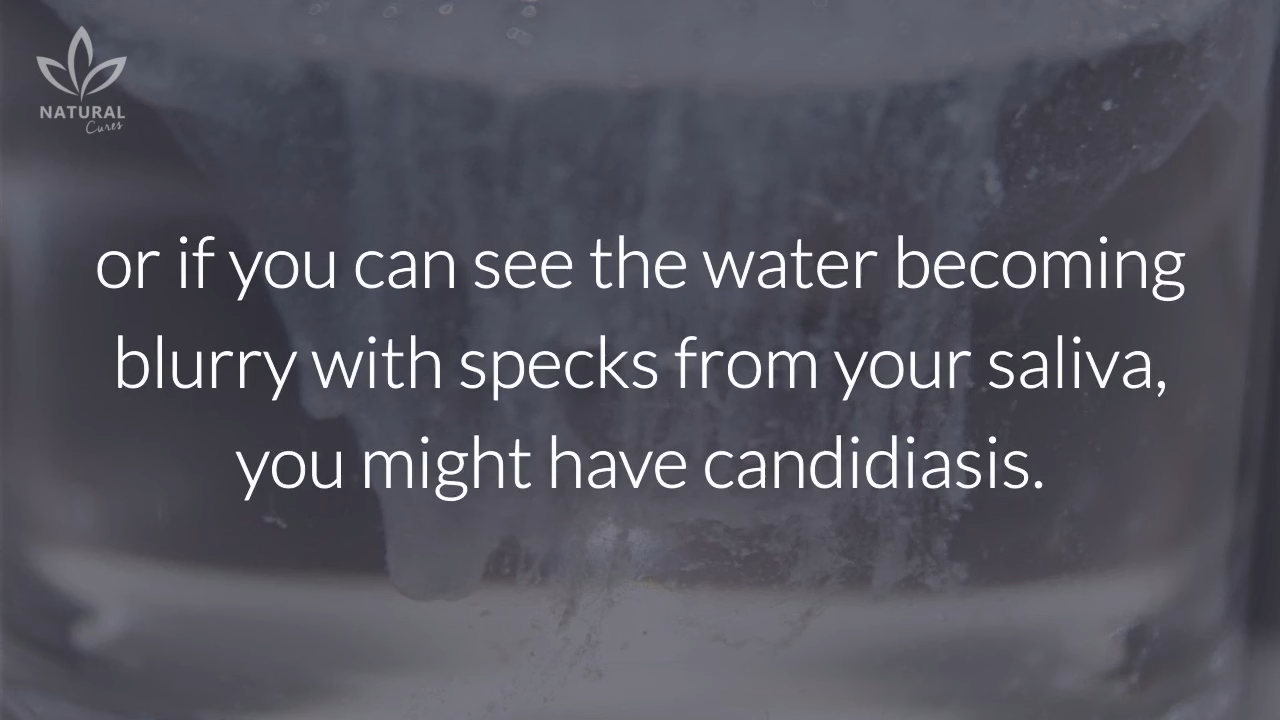 NATURAL
Cures
or if you can see the water becoming
blurry with specks from your saliva,
you might have candidiasis.